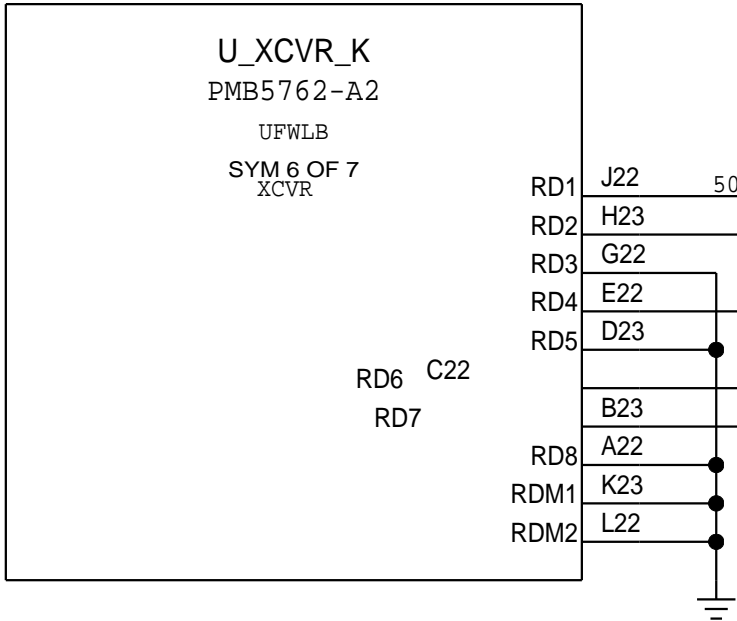 U_XCVR_K
PMB5762-A2
UFWLB
SYM 6 OF 7
XCVR
RD1 J22 50
RD2 H23
RD3 G22
RD4 E22
RD5 D23
RD6 C22
RD7 B23
RD8 A22
RDM1 K23
RDM2 L22